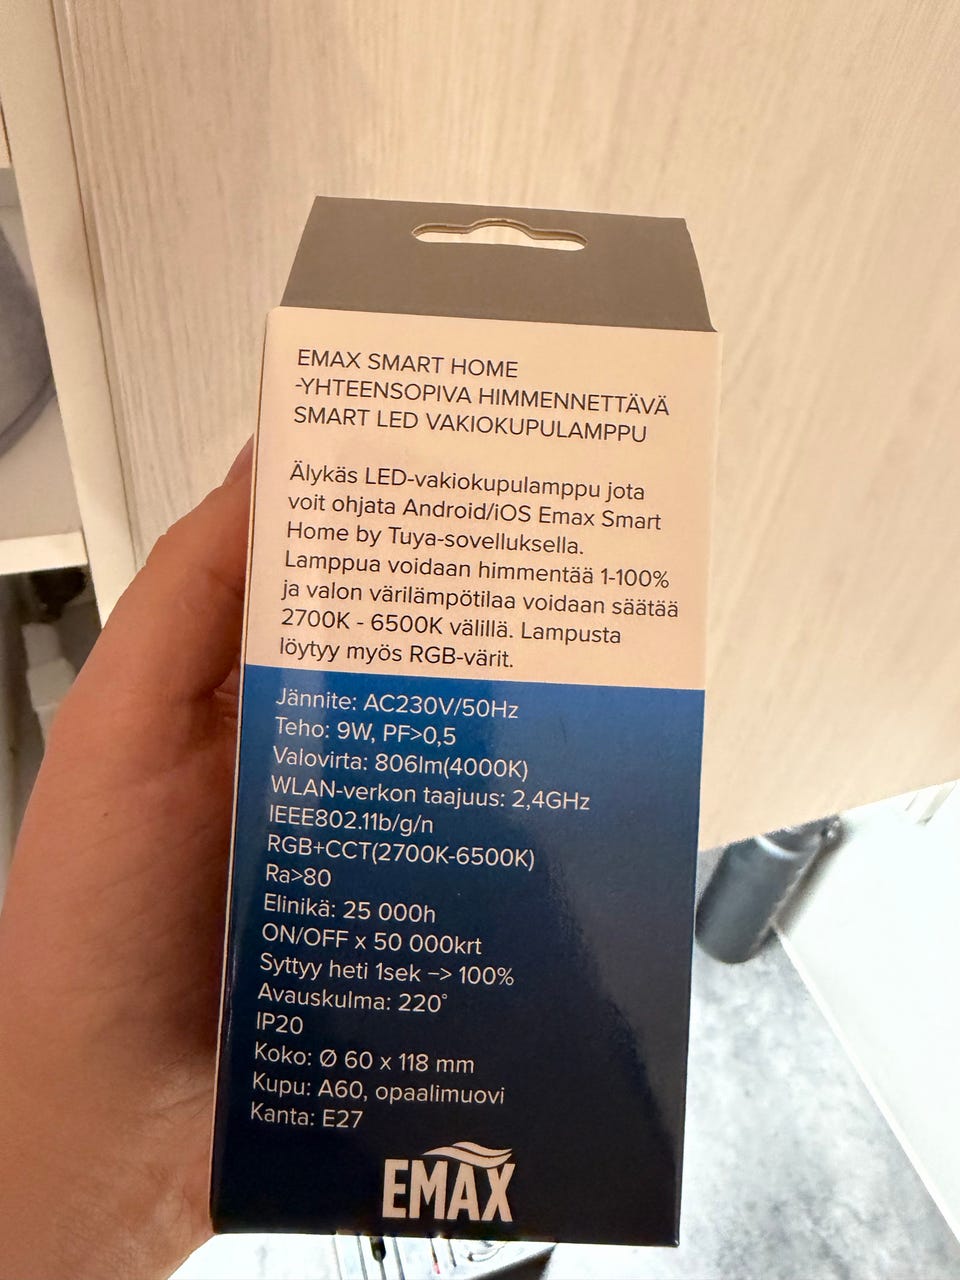 EMAX SMART HOME
-YHTEENSOPIVA HIMMENNETTÄVÄ
SMART LED VAKIOKUPULAMPPU
Älykäs LED-vakiokupulamppu jota
voit ohjata Android/iOS Emax Smart
Home by Tuya-sovelluksella.
Lamppua voidaan himmentää 1-100%
ja valon värilämpötilaa voidaan säätää
2700K - 6500K välillä. Lampusta
löytyy myös RGB-värit.
Jännite: AC230V/50Hz
Teho: 9W, PF>0,5
Valovirta: 806lm(4000K)
WLAN-verkon taajuus: 2,4GHz
IEEE802.11b/g/n
RGB+CCT(2700K-6500K)
Ra>80
Elinikä: 25 000h
ON/OFF x 50 000krt
Syttyy heti 1sek –> 100%
Avauskulma: 220°
IP20
Koko: Ø 60 x 118 mm
Kupu: A60, opaalimuovi
Kanta: E27
EMAX